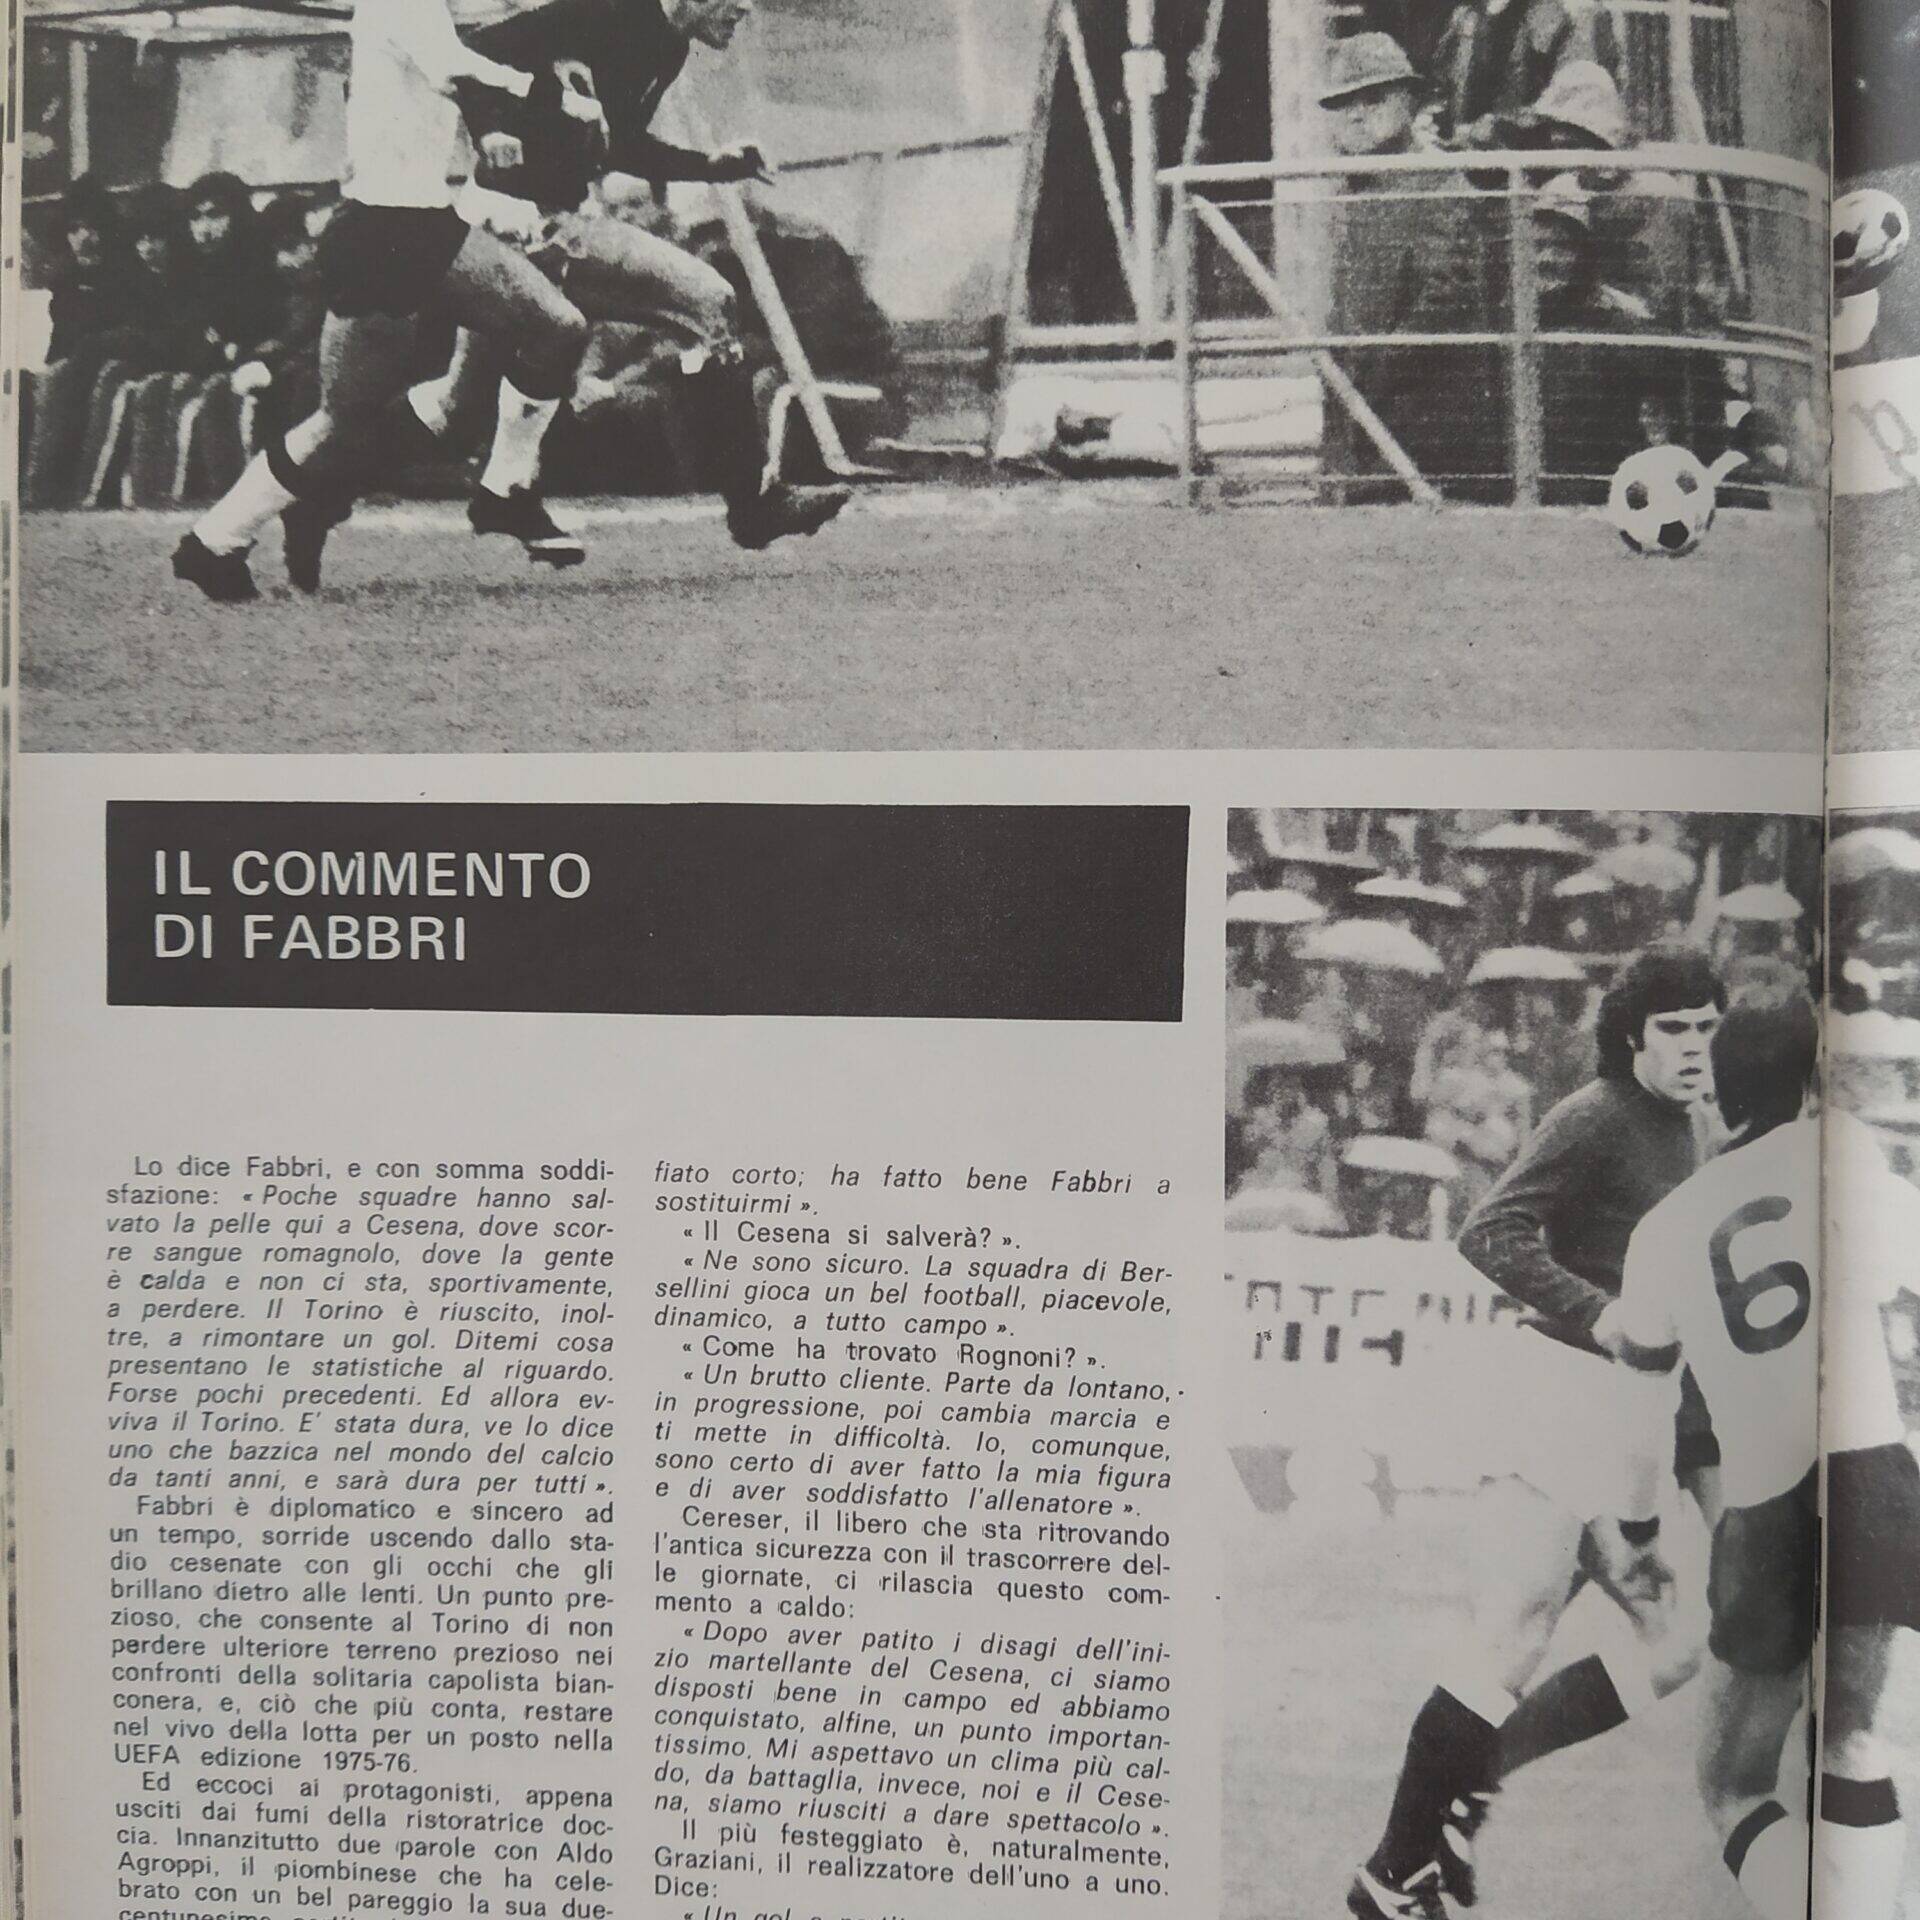 IL COMMENTO
DI FABBRI
Lo dice Fabbri, e con somma soddi-
sfazione: « Poche squadre hanno sal-
vato la pelle qui a Cesena, dove scor-
re sangue romagnolo, dove la gente
è calda e non ci sta, sportivamente,
a perdere. Il Torino è riuscito, inol-
tre, a rimontare un gol. Ditemi cosa
presentano le statistiche al riguardo.
Forse pochi precedenti. Ed allora ev-
viva il Torino. E' stata dura, ve lo dice
uno che bazzica nel mondo del calcio
da tanti anni, e sarà dura per tutti ».
Fabbri è diplomatico e sincero ad
un tempo, sorride uscendo dallo sta-
dio cesenate con gli occhi che gli
brillano dietro alle lenti. Un punto pre-
zioso, che consente al Torino di non
perdere ulteriore terreno prezioso nei
confronti della solitaria capolista bian-
conera, e, ciò che più conta, restare
nel vivo della lotta per un posto nella
UEFA edizione 1975-76.
Ed eccoci ai protagonisti, appena
usciti dai fumi della ristoratrice doc-
cia. Innanzitutto due parole con Aldo
Agroppi, il piombinese che ha cele-
brato con un bel pareggio la sua due-
fiato corto; ha fatto bene Fabbri a
sostituirmi ».
« Il Cesena si salverà? ».
« Ne sono sicuro. La squadra di Ber-
sellini gioca un bel football, piacevole,
dinamico, a tutto campo ».
« Come ha trovato Rognoni? ».
« Un brutto cliente. Parte da lontano,
in progressione, poi cambia marcia e
ti mette in difficoltà. Io, comunque,
sono certo di aver fatto la mia figura
e di aver soddisfatto l'allenatore ».
Cereser, il libero che sta ritrovando
l'antica sicurezza con il trascorrere del-
le giornate, ci rilascia questo com-
mento a caldo:
« Dopo aver patito i disagi dell'ini-
zio martellante del Cesena, ci siamo
disposti bene in campo ed abbiamo
conquistato, alfine, un punto importan-
tissimo. Mi aspettavo un clima più cal-
do, da battaglia, invece, noi e il Cese-
na, siamo riusciti a dare spettacolo ».
Il più festeggiato è, naturalmente,
Graziani, il realizzatore dell'uno a uno.
Dice:
« Un gol
6